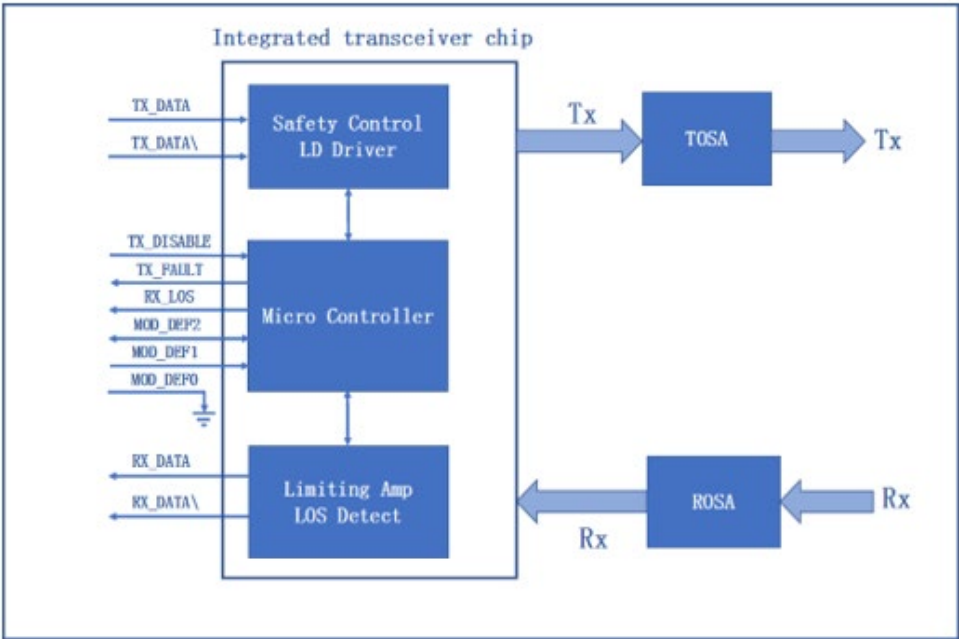 Integrated transceiver chip
TX_DATA
TX_DATA\
Safety Control
LD Driver
Tx
TOSA
Tx
TX_DISABLE
TX_FAULT
RX_LOS
MOD_DEF2
MOD_DEF1
MOD_DEF0
Micro Controller
RX_DATA
RX_DATA\
Limiting Amp
LOS Detect
Rx
ROSA
Rx